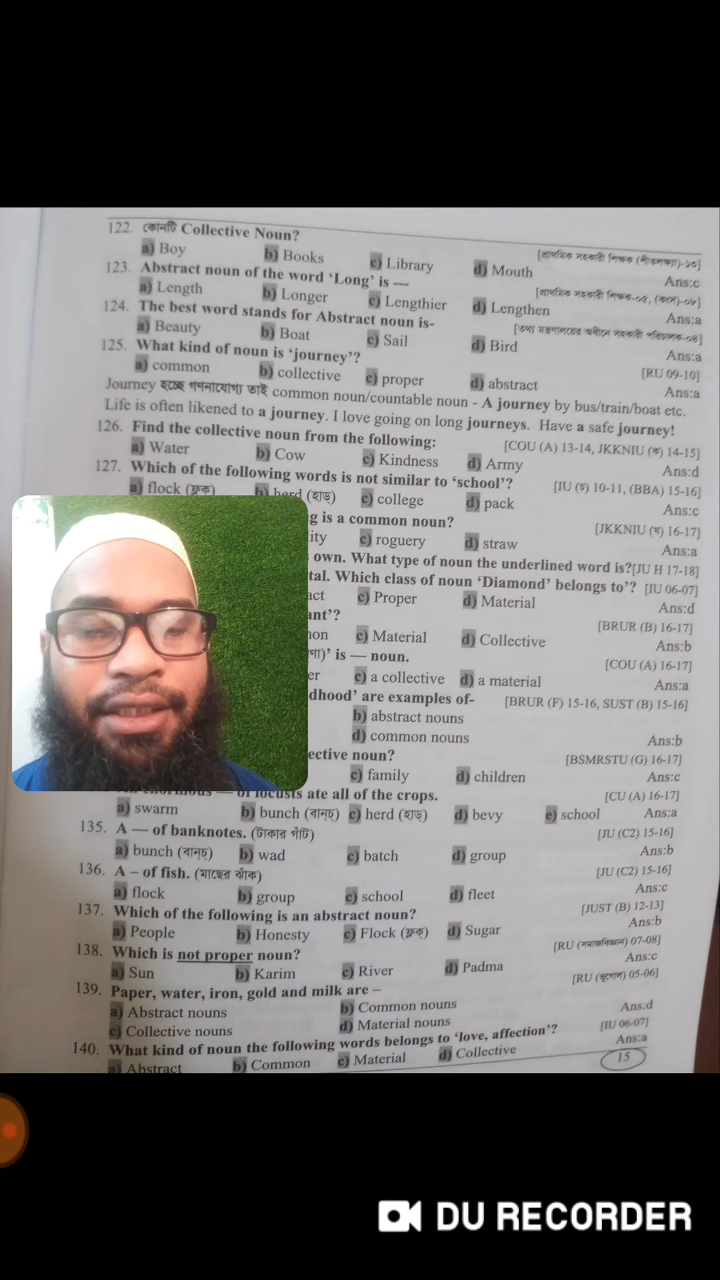 122. কোনটি Collective Noun?
a) Boy b) Books c) Library d) Mouth [প্রাথমিক সহকারী শিক্ষক (শীতলক্ষ্যা)-১৩]
Ans:c
123. Abstract noun of the word ‘Long’ is —
a) Length b) Longer c) Lengthier d) Lengthen
Ans:a
124. The best word stands for Abstract noun is-
a) Beauty b) Boat c) Sail d) Bird
Ans:a
125. What kind of noun is ‘journey’? [RU 09-10]
a) common b) collective c) proper d) abstract Ans:a
Journey হচ্ছে গণনাযোগ্য তাই common noun/countable noun - A journey by bus/train/boat etc.
Life is often likened to a journey. I love going on long journeys. Have a safe journey!
126. Find the collective noun from the following: [COU (A) 13-14, JKKNIU (ক) 14-15]
a) Water b) Cow c) Kindness d) Army Ans:d
127. Which of the following words is not similar to ‘school’? [IU (চ) 10-11, (BBA) 15-16]
a) flock (ফ্লক) b) herd (হাড়) c) college d) pack Ans:c
g is a common noun? [JKKNIU (খ) 16-17]
ity c) roguery d) straw Ans:a
own. What type of noun the underlined word is?[JU H 17-18]
tal. Which class of noun ‘Diamond’ belongs to’? [IU 06-07]
act c) Proper d) Material Ans:d
ant’? [BRUR (B) 16-17]
non c) Material d) Collective Ans:b
is — noun. [COU (A) 16-17]
er c) a collective d) a material Ans:a
dhood’ are examples of- [BRUR (F) 15-16, SUST (B) 15-16]
b) abstract nouns
d) common nouns Ans:b
ective noun? [BSMRSTU (G) 16-17]
c) family d) children Ans:c
of locusts ate all of the crops. [CU (A) 16-17]
a) swarm b) bunch (বানচ্) c) herd (হাড্) d) bevy e) school Ans:a
135. A — of banknotes. (টাকার গাঁট) [JU (C2) 15-16]
a) bunch (বানচ্) b) wad c) batch d) group Ans:b
136. A – of fish. (মাছের ঝাঁক) [JU (C2) 15-16]
a) flock b) group c) school d) fleet Ans:c
137. Which of the following is an abstract noun? [JUST (B) 12-13]
a) People b) Honesty c) Flock (ফ্লক) d) Sugar Ans:b
138. Which is not proper noun? [RU (সমাজবিজ্ঞান) 07-08]
a) Sun b) Karim c) River d) Padma Ans:c
139. Paper, water, iron, gold and milk are – [RU (ভূগোল) 05-06]
a) Abstract nouns b) Common nouns
c) Collective nouns d) Material nouns Ans:d
140. What kind of noun the following words belongs to ‘love, affection’? [IU 06-07]
a) Abstract b) Common c) Material d) Collective Ans:a
15
DU RECORDER